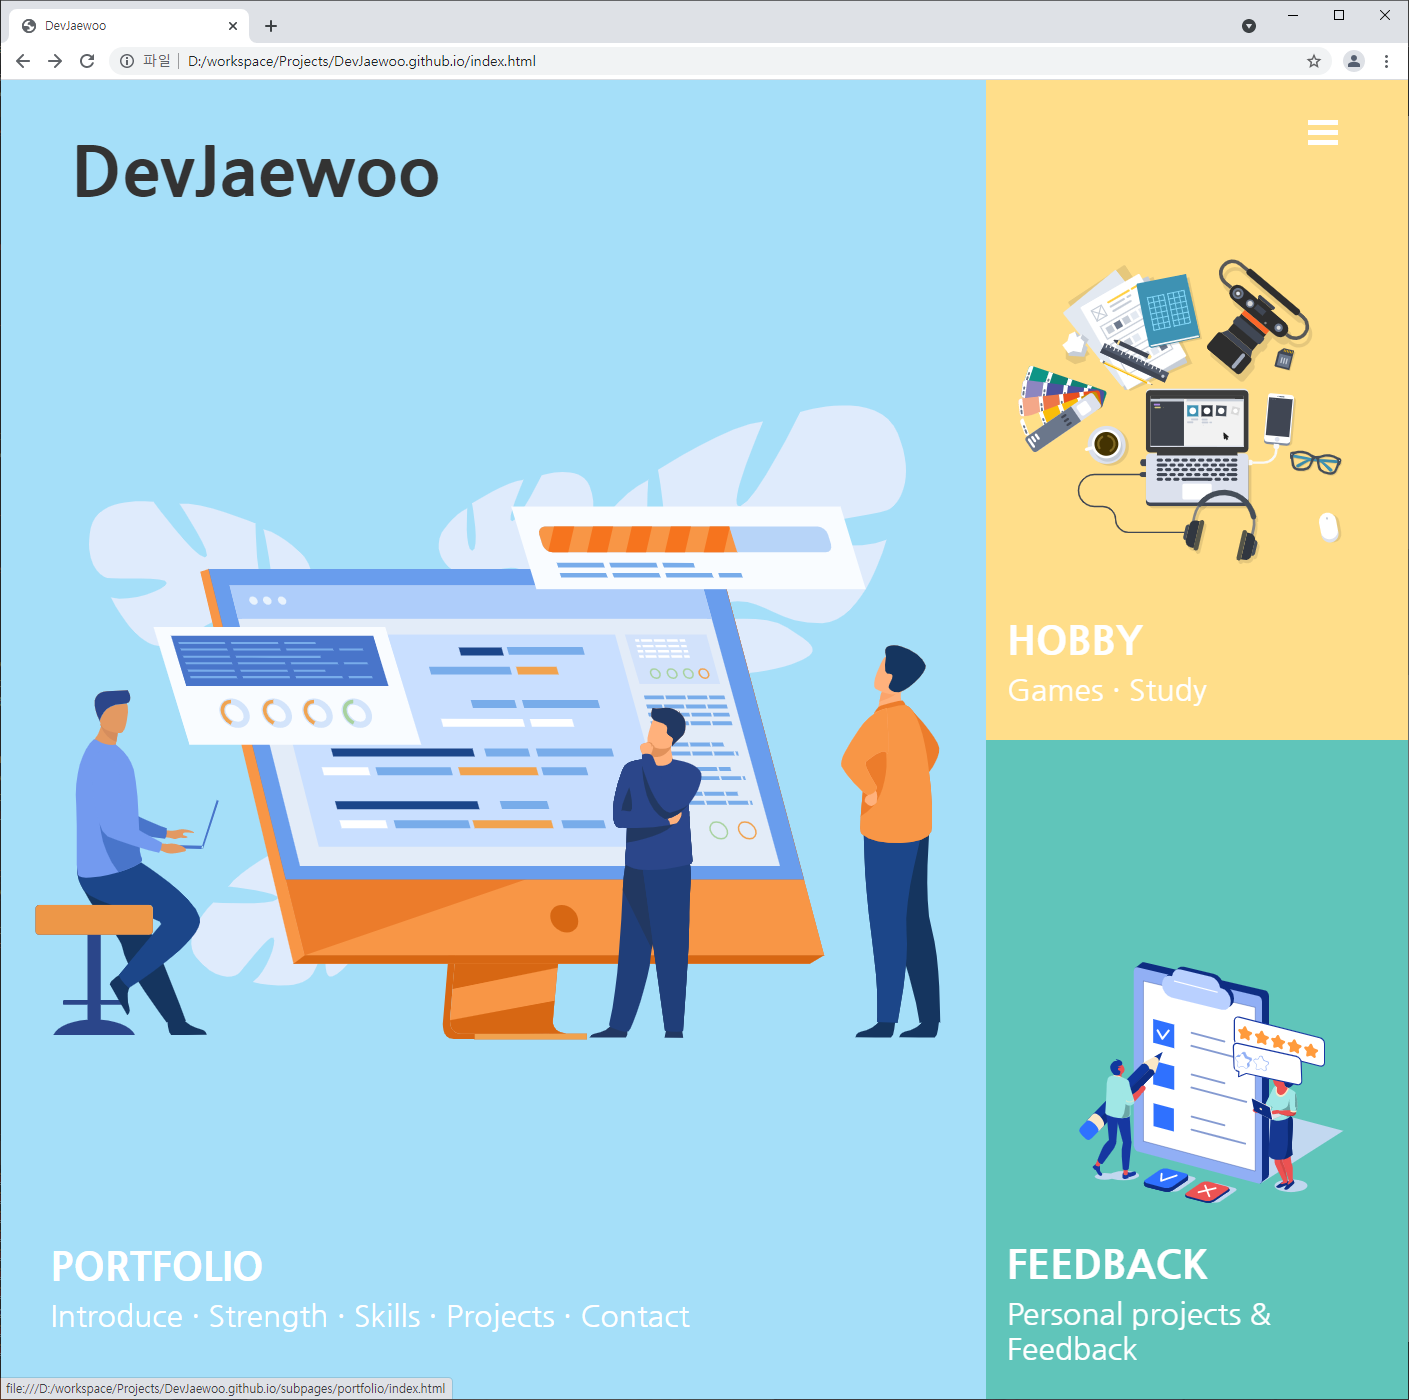 DevJaewoo
파일 D:/workspace/Projects/DevJaewoo.github.io/index.html
DevJaewoo
HOBBY
Games · Study
PORTFOLIO
Introduce · Strength · Skills · Projects · Contact
FEEDBACK
Personal projects &
Feedback
file:///D:/workspace/Projects/DevJaewoo.github.io/subpages/portfolio/index.html